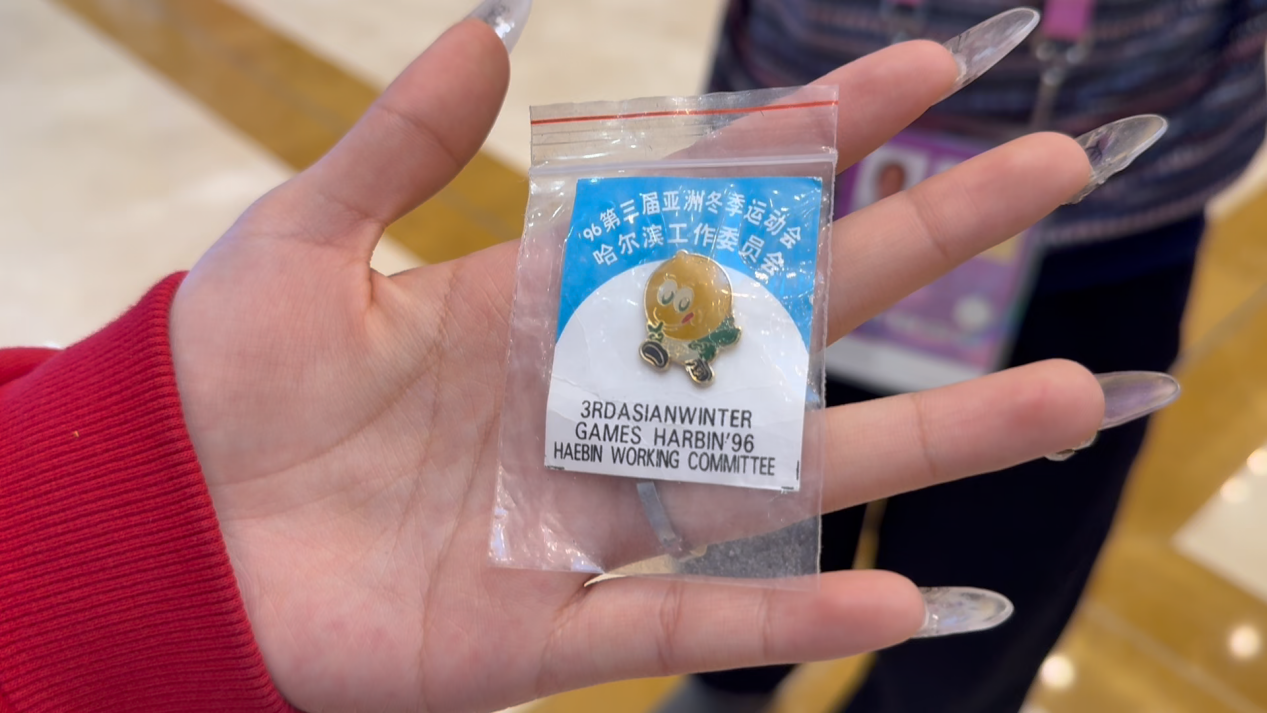 '96第三届亚洲冬季运动会
哈尔滨工作委员会
3RDASIANWINTER
GAMES HARBIN'96
HAEBIN WORKING COMMITTEE